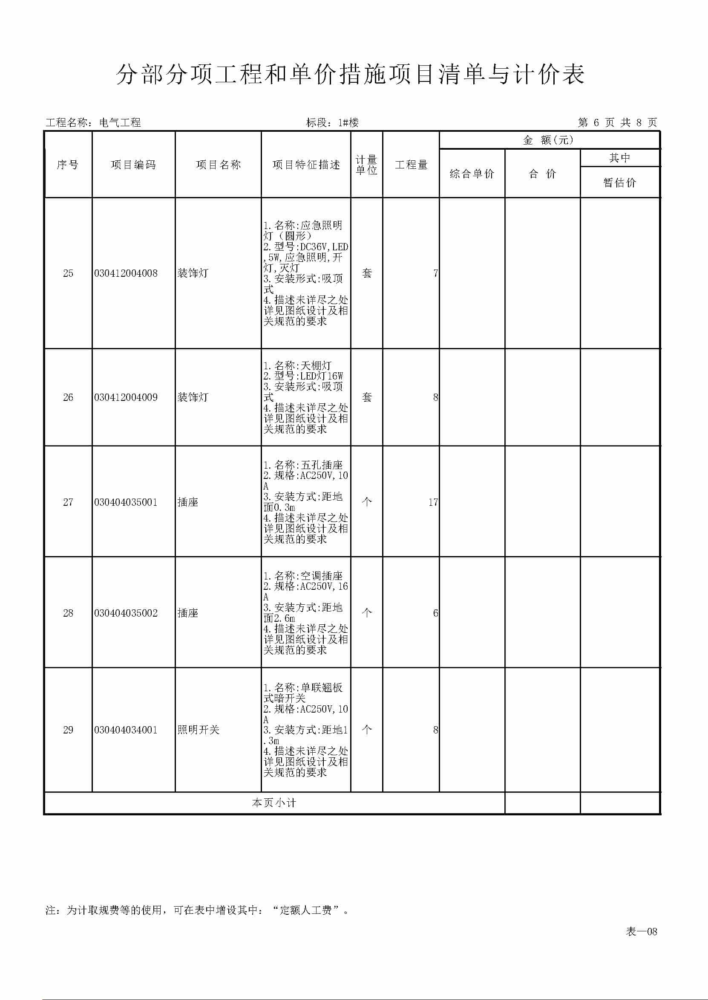 分部分项工程和单价措施项目清单与计价表
工程名称：电气工程 标段：1#楼 第 6 页 共 8 页
序号 项目编码 项目名称 项目特征描述 计量单位 工程量 金 额(元)
综合单价 合 价 其中
暂估价
25 030412004008 装饰灯
1.名称:应急照明
灯（圆形）
2.型号:DC36V,LED
,5W,应急照明,开
灯,灭灯
3.安装形式:吸顶
式
4.描述未详尽之处
详见图纸设计及相
关规范的要求
套 7
26 030412004009 装饰灯
1.名称:天棚灯
2.型号:LED灯16W
3.安装形式:吸顶
式
4.描述未详尽之处
详见图纸设计及相
关规范的要求
套 8
27 030404035001 插座
1.名称:五孔插座
2.规格:AC250V,10
A
3.安装方式:距地
面0.3m
4.描述未详尽之处
详见图纸设计及相
关规范的要求
个 17
28 030404035002 插座
1.名称:空调插座
2.规格:AC250V,16
A
3.安装方式:距地
面2.6m
4.描述未详尽之处
详见图纸设计及相
关规范的要求
个 6
29 030404034001 照明开关
1.名称:单联翘板
式暗开关
2.规格:AC250V,10
A
3.安装方式:距地1
.3m
4.描述未详尽之处
详见图纸设计及相
关规范的要求
个 8
本页小计
注：为计取规费等的使用，可在表中增设其中：“定额人工费”。
表—08